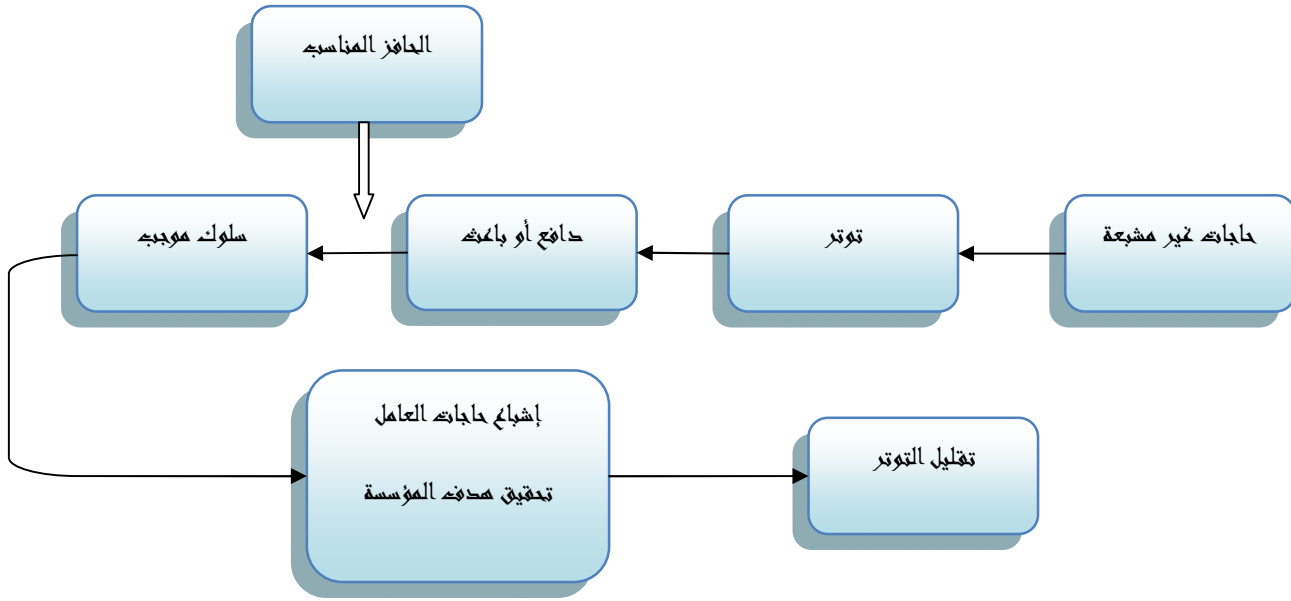 الحافز المناسب
حاجات غير مشبعة
توتر
دافع أو باعث
سلوك موجب
إشباع حاجات العامل
تحقيق هدف المؤسسة
تقليل التوتر